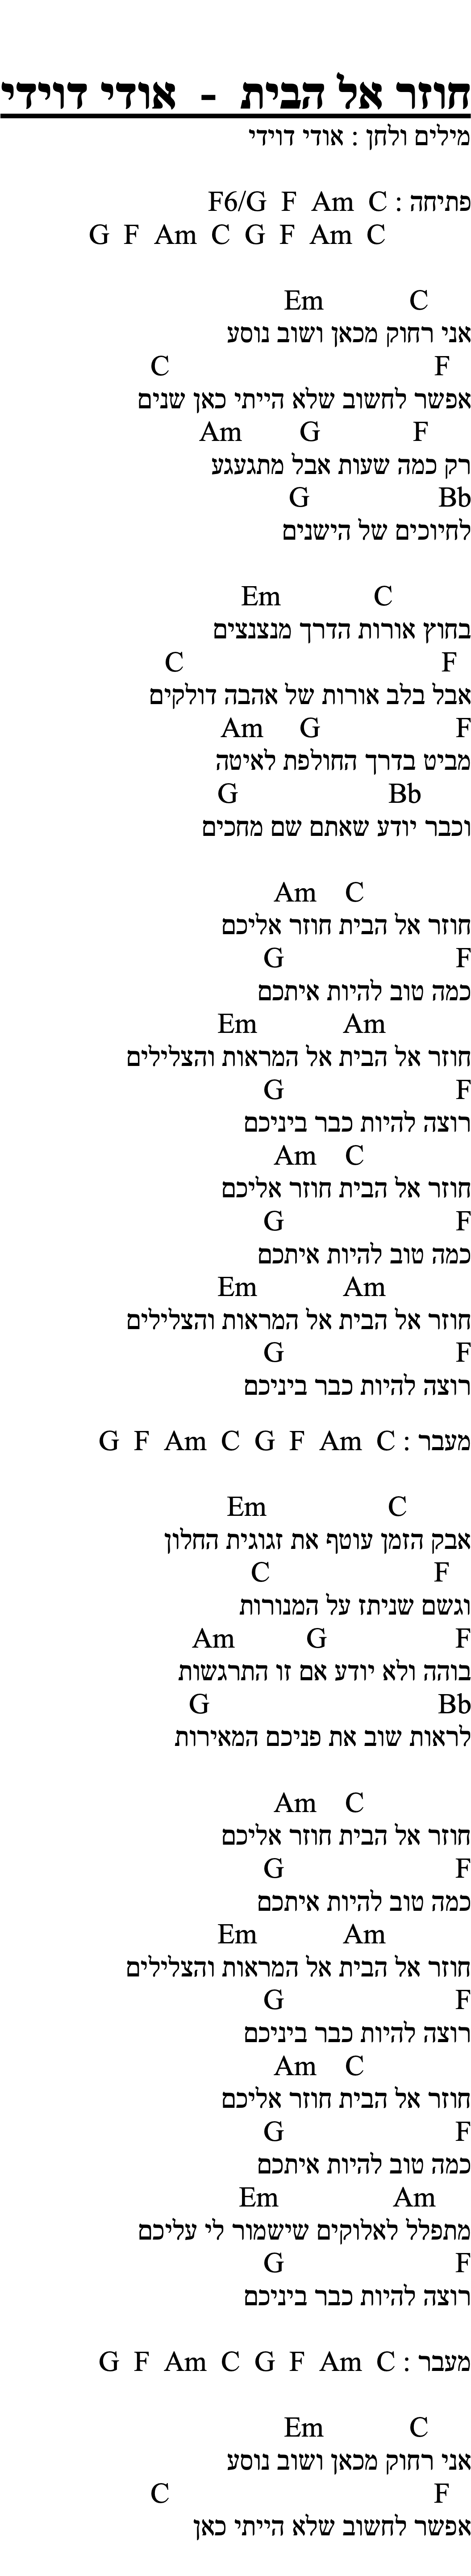 חוזר אל הבית - אודי דוידי
מילים ולחן : אודי דוידי
פתיחה : F6/G F Am C
G F Am C G F Am C
Em C
אני רחוק מכאן ושוב נוסע
C F
אפשר לחשוב שלא הייתי כאן שנים
Am G F
רק כמה שעות אבל מתגעגע
G Bb
לחיוכים של הישנים
Em C
בחוץ אורות הדרך מנצנצים
C F
אבל בלב אורות של אהבה דולקים
Am G F
מביט בדרך החולפת לאיטה
G Bb
וכבר יודע שאתם שם מחכים
Am C
חוזר אל הבית חוזר אליכם
G F
כמה טוב להיות איתכם
Em Am
חוזר אל הבית אל המראות והצלילים
G F
רוצה להיות כבר ביניכם
Am C
חוזר אל הבית חוזר אליכם
G F
כמה טוב להיות איתכם
Em Am
חוזר אל הבית אל המראות והצלילים
G F
רוצה להיות כבר ביניכם
מעבר : G F Am C G F Am C
Em C
אבק הזמן עוטף את זגוגית החלון
C F
וגשם שניתז על המנורות
Am G F
בוהה ולא יודע אם זו התרגשות
G Bb
לראות שוב את פניכם המאירות
Am C
חוזר אל הבית חוזר אליכם
G F
כמה טוב להיות איתכם
Em Am
חוזר אל הבית אל המראות והצלילים
G F
רוצה להיות כבר ביניכם
Am C
חוזר אל הבית חוזר אליכם
G F
כמה טוב להיות איתכם
Em Am
מתפלל לאלוקים שישמור לי עליכם
G F
רוצה להיות כבר ביניכם
מעבר : G F Am C G F Am C
Em C
אני רחוק מכאן ושוב נוסע
C F
אפשר לחשוב שלא הייתי כאן